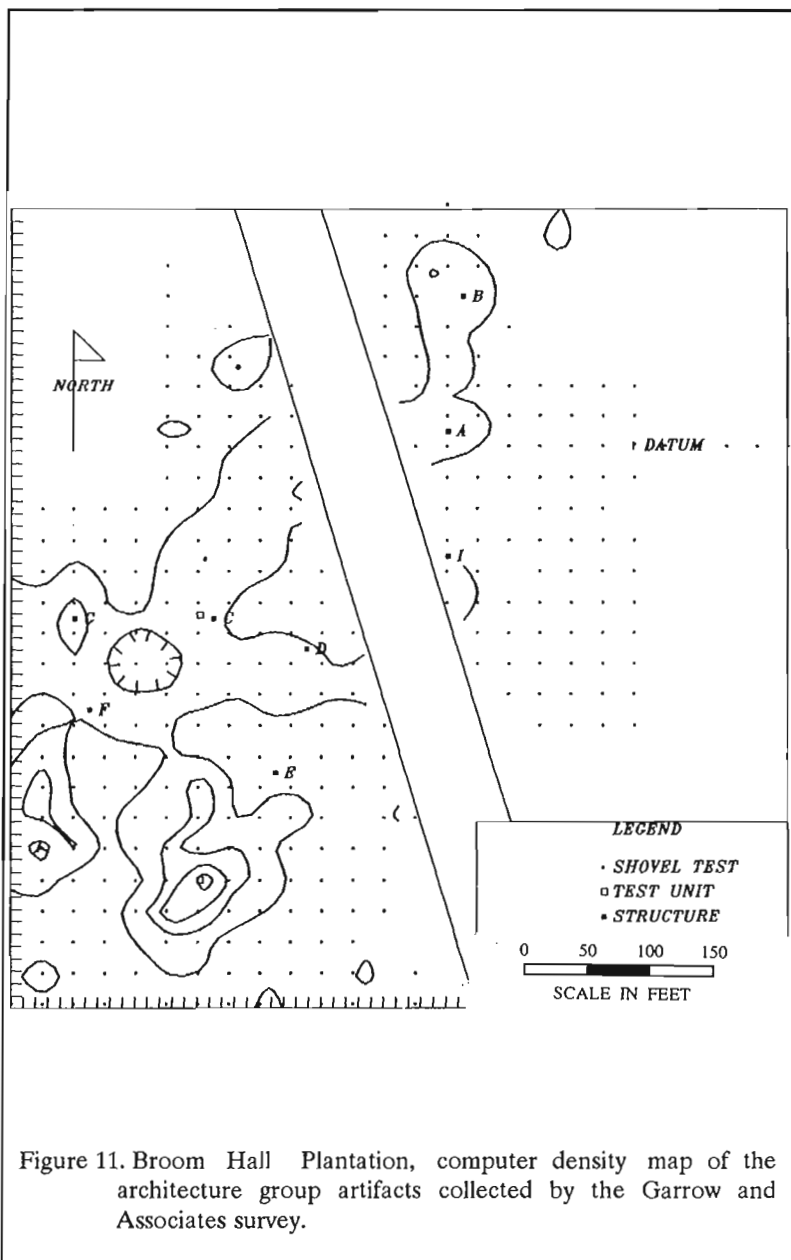 B
NORTH
A
DATUM
I
C
C
D
F
E
LEGEND
SHOVEL TEST
TEST UNIT
STRUCTURE
0 50 100 150
SCALE IN FEET
Figure 11. Broom Hall Plantation, computer density map of the
architecture group artifacts collected by the Garrow and
Associates survey.